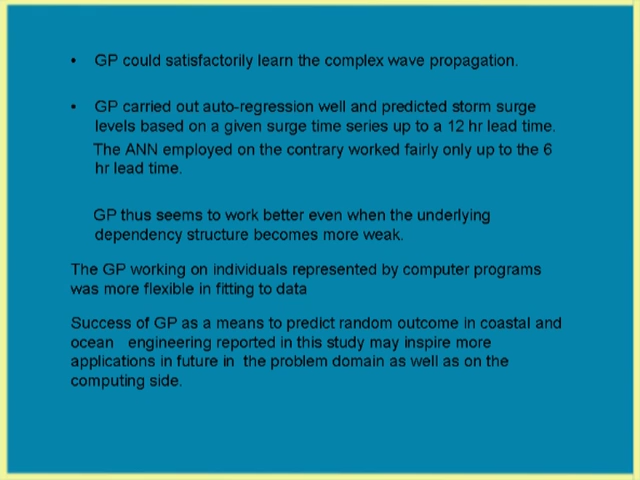 • GP could satisfactorily learn the complex wave propagation.
• GP carried out auto-regression well and predicted storm surge
levels based on a given surge time series up to a 12 hr lead time.
The ANN employed on the contrary worked fairly only up to the 6
hr lead time.
GP thus seems to work better even when the underlying
dependency structure becomes more weak.
The GP working on individuals represented by computer programs
was more flexible in fitting to data
Success of GP as a means to predict random outcome in coastal and
ocean engineering reported in this study may inspire more
applications in future in the problem domain as well as on the
computing side.